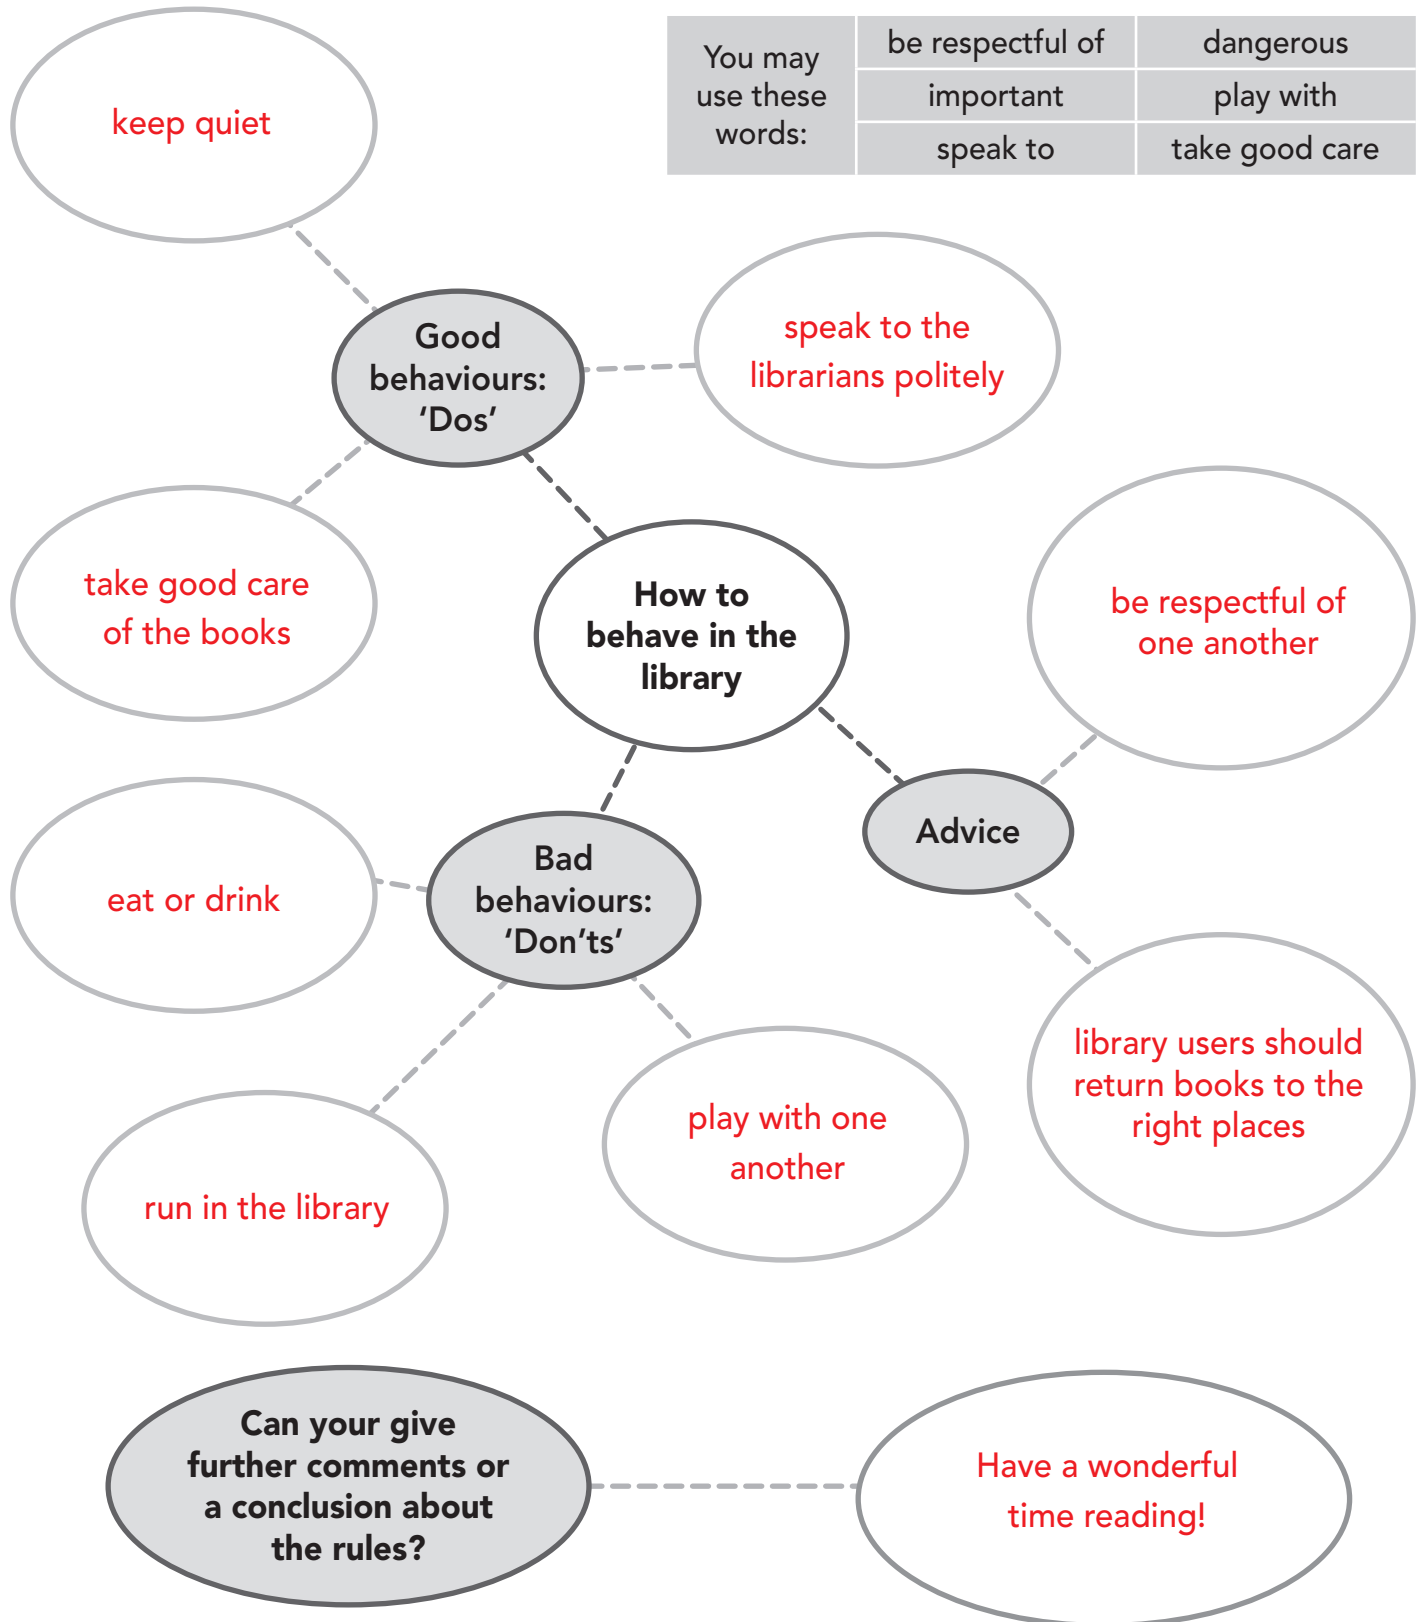 You may
use these
words:
be respectful of
dangerous
important
play with
speak to
take good care
keep quiet
Good
behaviours:
‘Dos’
speak to the
librarians politely
take good care
of the books
How to
behave in the
library
be respectful of
one another
Advice
eat or drink
Bad
behaviours:
‘Don’ts’
library users should
return books to the
right places
play with one
another
run in the library
Can your give
further comments or
a conclusion about
the rules?
Have a wonderful
time reading!